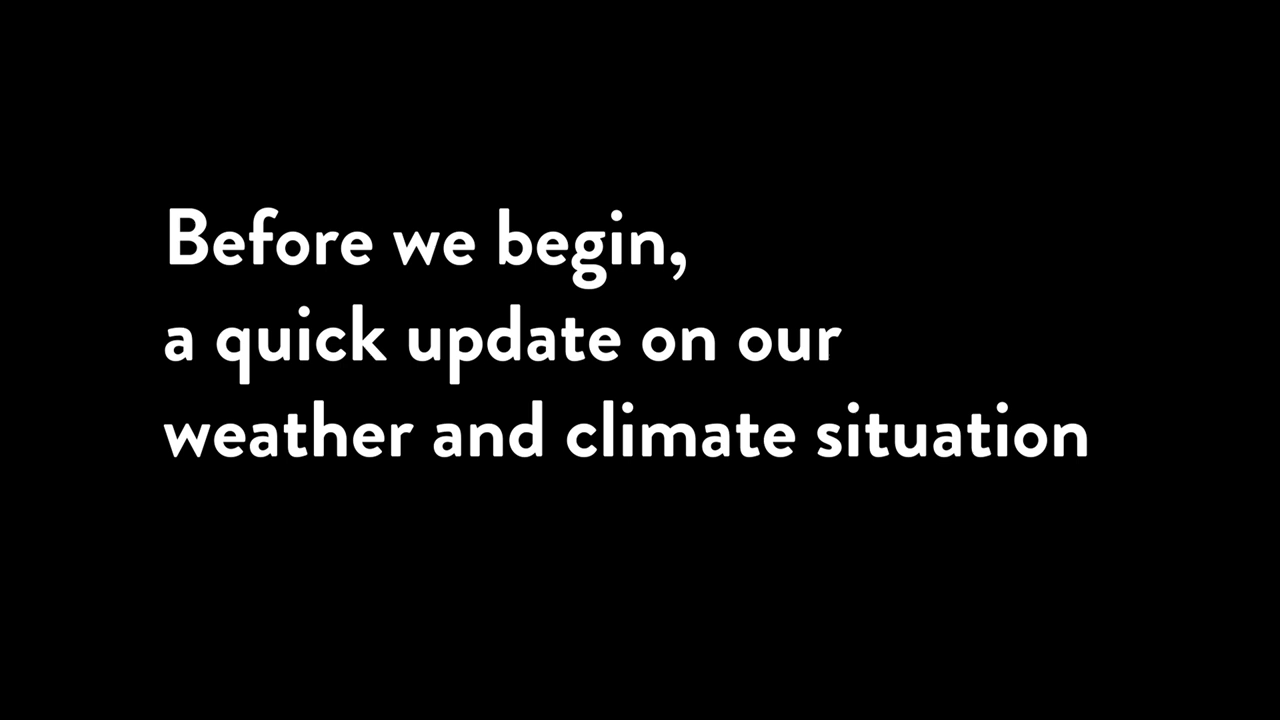 Before we begin,
a quick update on our
weather and climate situation